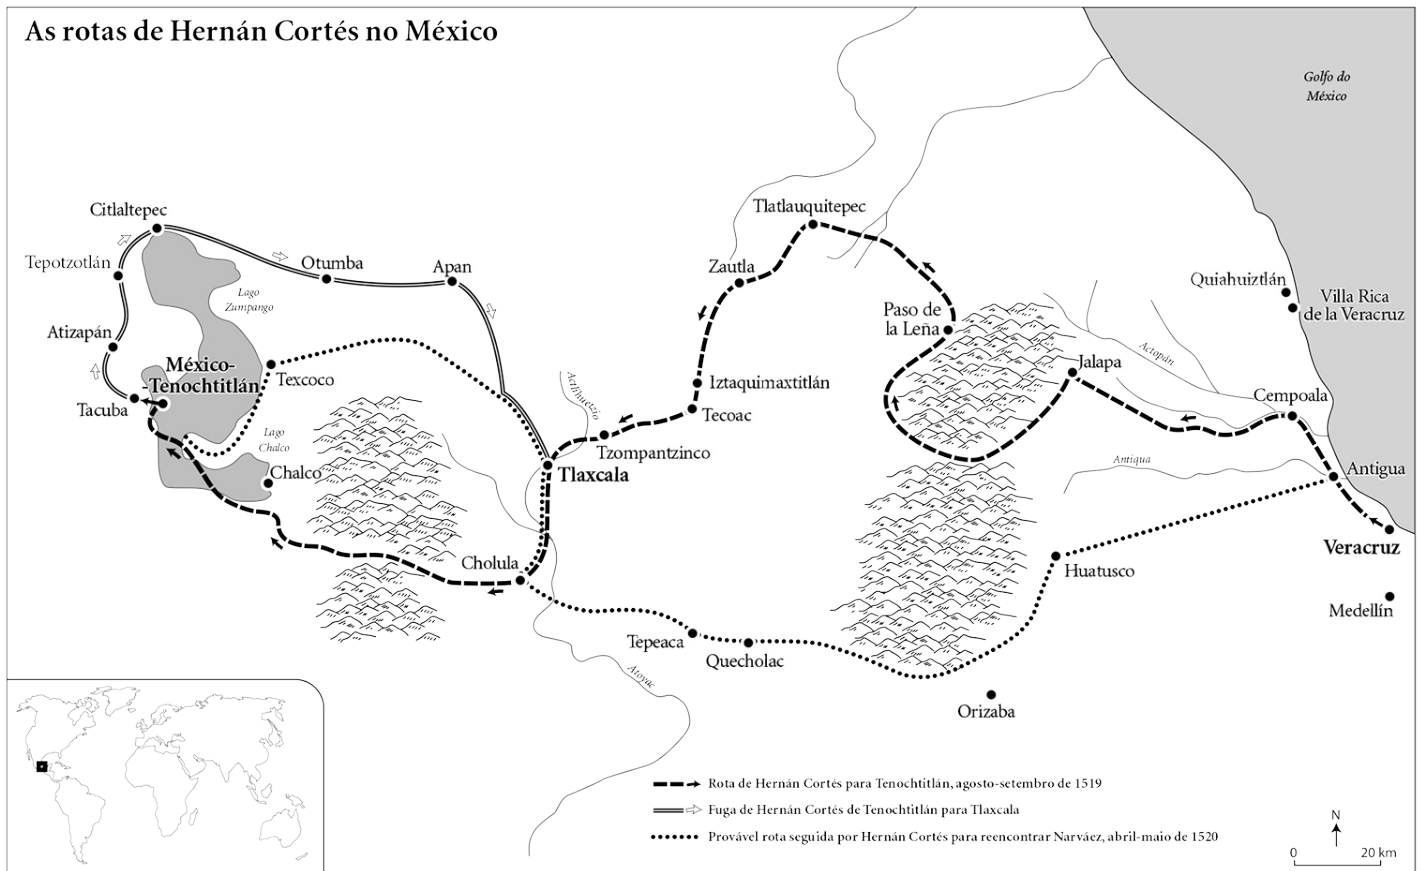 As rotas de Hernán Cortés no México
Golfo do
México
Citlaltepec
Tepotzotlán
Otumba
Apan
Lago
Zumpango
Atizapán
México-
-Tenochtitlán
Texcoco
Tacuba
Lago
Chalco
Chalco
Tlatlauquitepec
Zautla
Paso de
la Leña
Quiahuiztlán
Villa Rica
de la Veracruz
Actopán
Jalapa
Iztaquimaxtitlán
Tecoac
Cempoala
Tzompantzinco
Tlaxcala
Antiqua
Antigua
Cholula
Veracruz
Huatusco
Medellín
Tepeaca
Quecholac
Atoyac
Orizaba
Rota de Hernán Cortés para Tenochtitlán, agosto-setembro de 1519
Fuga de Hernán Cortés de Tenochtitlán para Tlaxcala
Provável rota seguida por Hernán Cortés para reencontrar Narváez, abril-maio de 1520
N
0 20 km